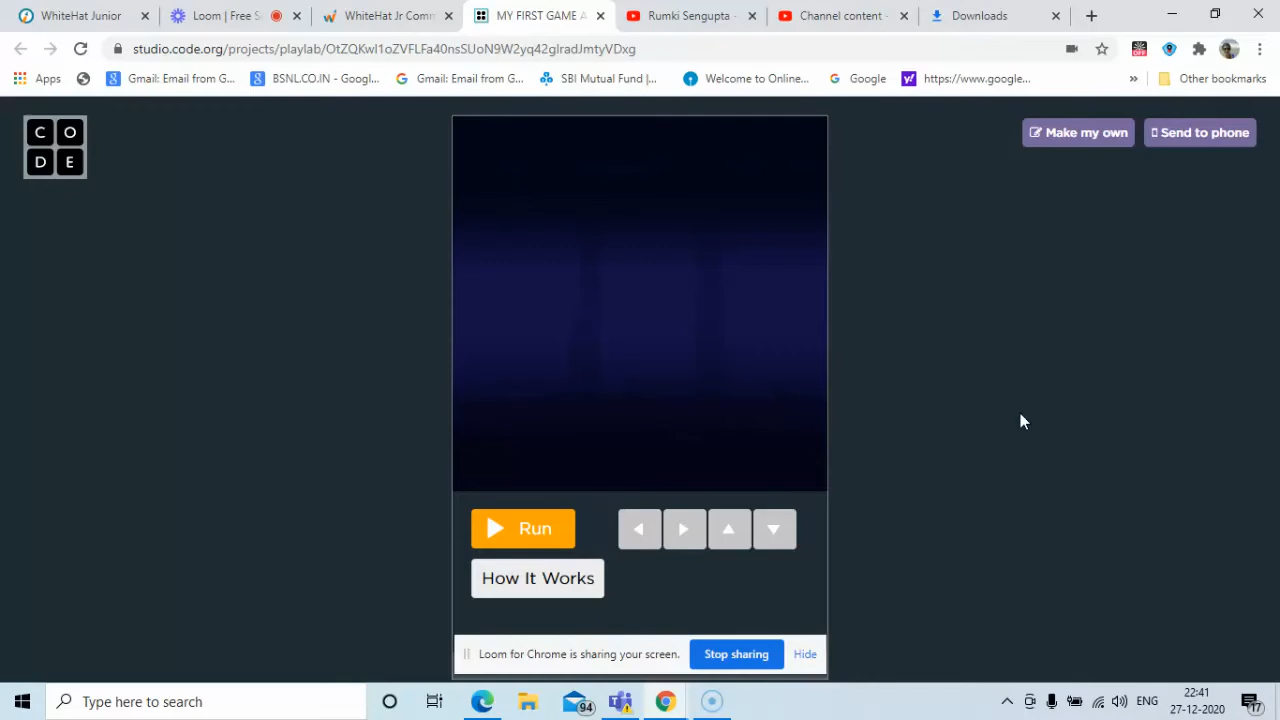 WhiteHat Junior
Loom | Free S
WhiteHat Jr Comm
MY FIRST GAME A
Rumki Sengupta -
Channel content -
Downloads
studio.code.org/projects/playlab/OtZQKwI1oZVFLFa40nsSUoN9W2yq42glradJmtyVDxg
OFF
Apps
Gmail: Email from G...
BSNL.CO.IN - Googl...
Gmail: Email from G...
SBI Mutual Fund |...
Welcome to Online...
Google
https://www.google...
»
Other bookmarks
C O
D E
Make my own
Send to phone
Run
How It Works
Loom for Chrome is sharing your screen.
Stop sharing
Hide
Type here to search
94
ENG
22:41
27-12-2020
17